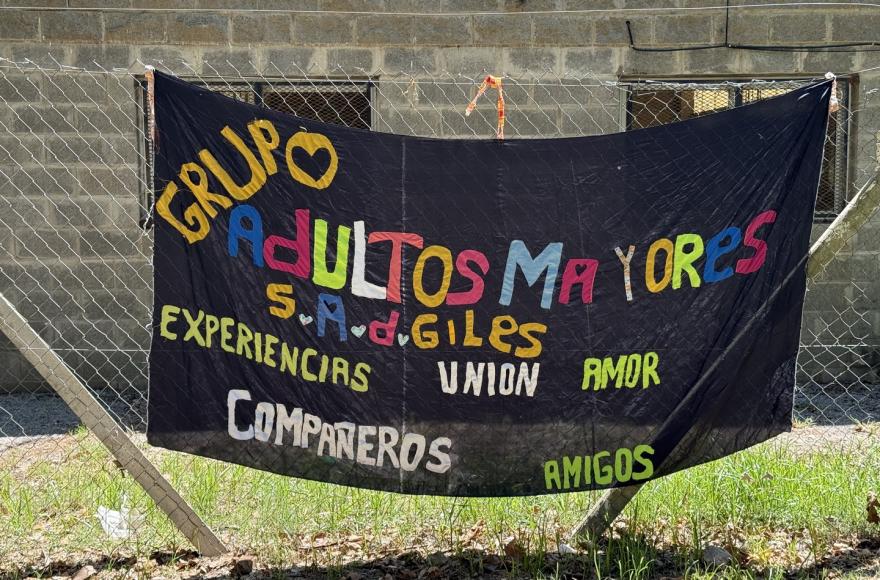 GRUPO
ADULTOS MAYORES
S.A.d.GILES
EXPERIENCIAS UNION AMOR
COMPAÑEROS
AMIGOS